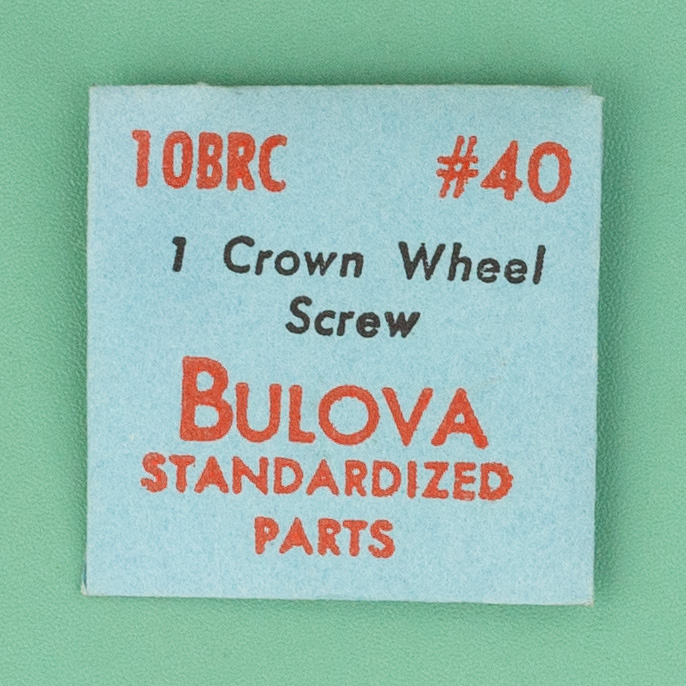 10BRC #40
1 Crown Wheel
Screw
BULOVA
STANDARDIZED
PARTS